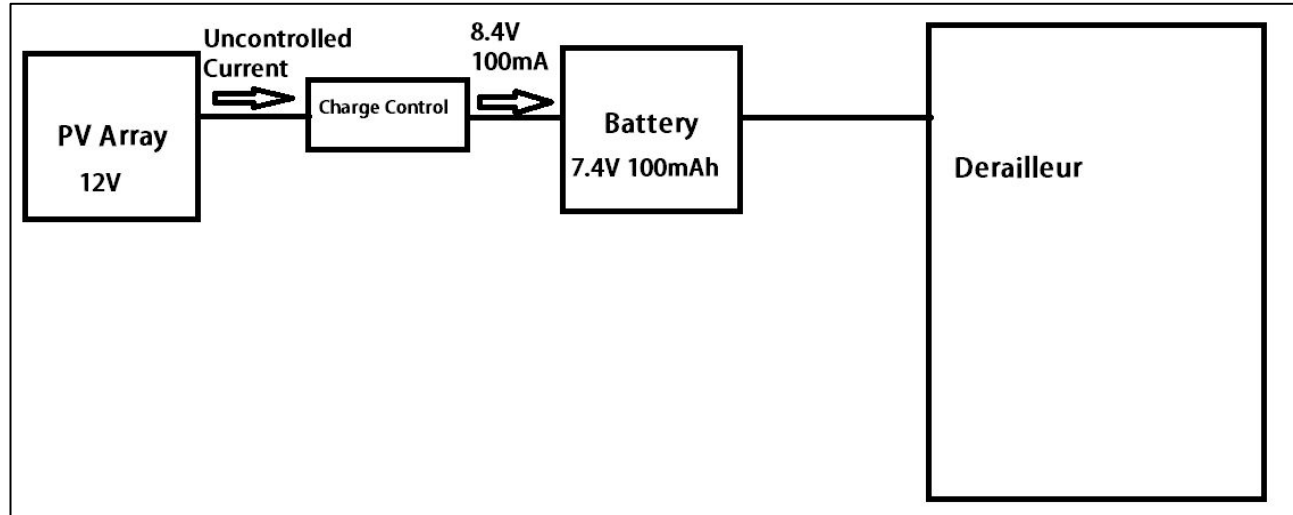 Uncontrolled
Current
8.4V
100mA
PV Array
12V
Charge Control
Battery
7.4V 100mAh
Derailleur